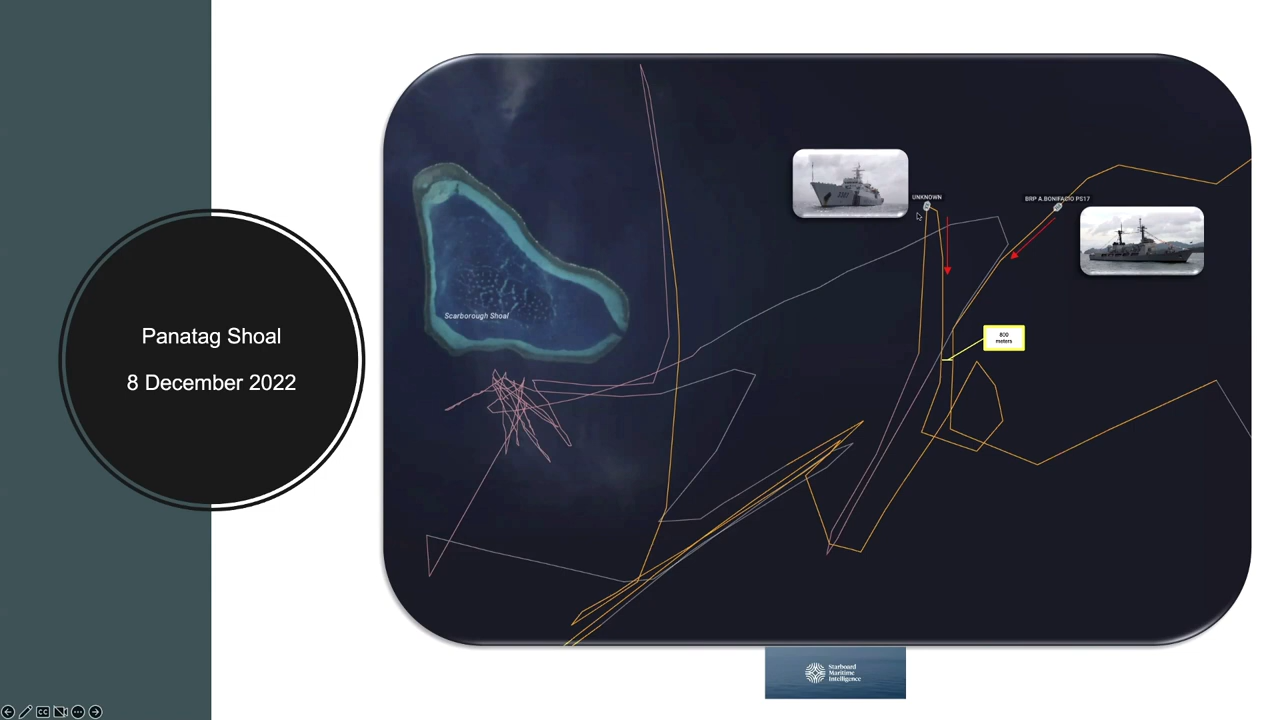 Panatag Shoal
8 December 2022
Scarborough Shoal
UNKNOWN
BRP A.BONIFACIO PS17
800
meters
Starboard
Maritime
Intelligence